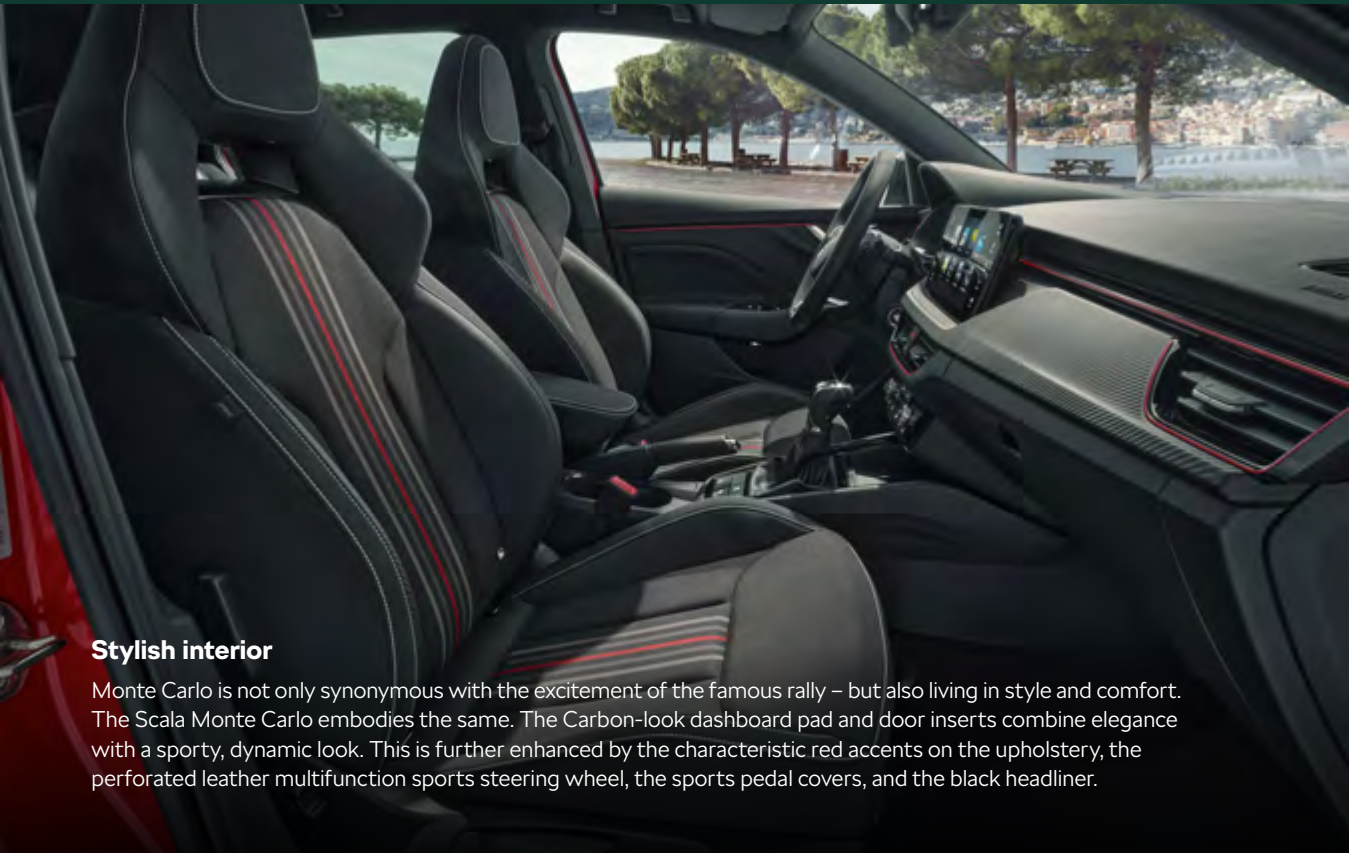 Stylish interior
Monte Carlo is not only synonymous with the excitement of the famous rally – but also living in style and comfort.
The Scala Monte Carlo embodies the same. The Carbon-look dashboard pad and door inserts combine elegance
with a sporty, dynamic look. This is further enhanced by the characteristic red accents on the upholstery, the
perforated leather multifunction sports steering wheel, the sports pedal covers, and the black headliner.